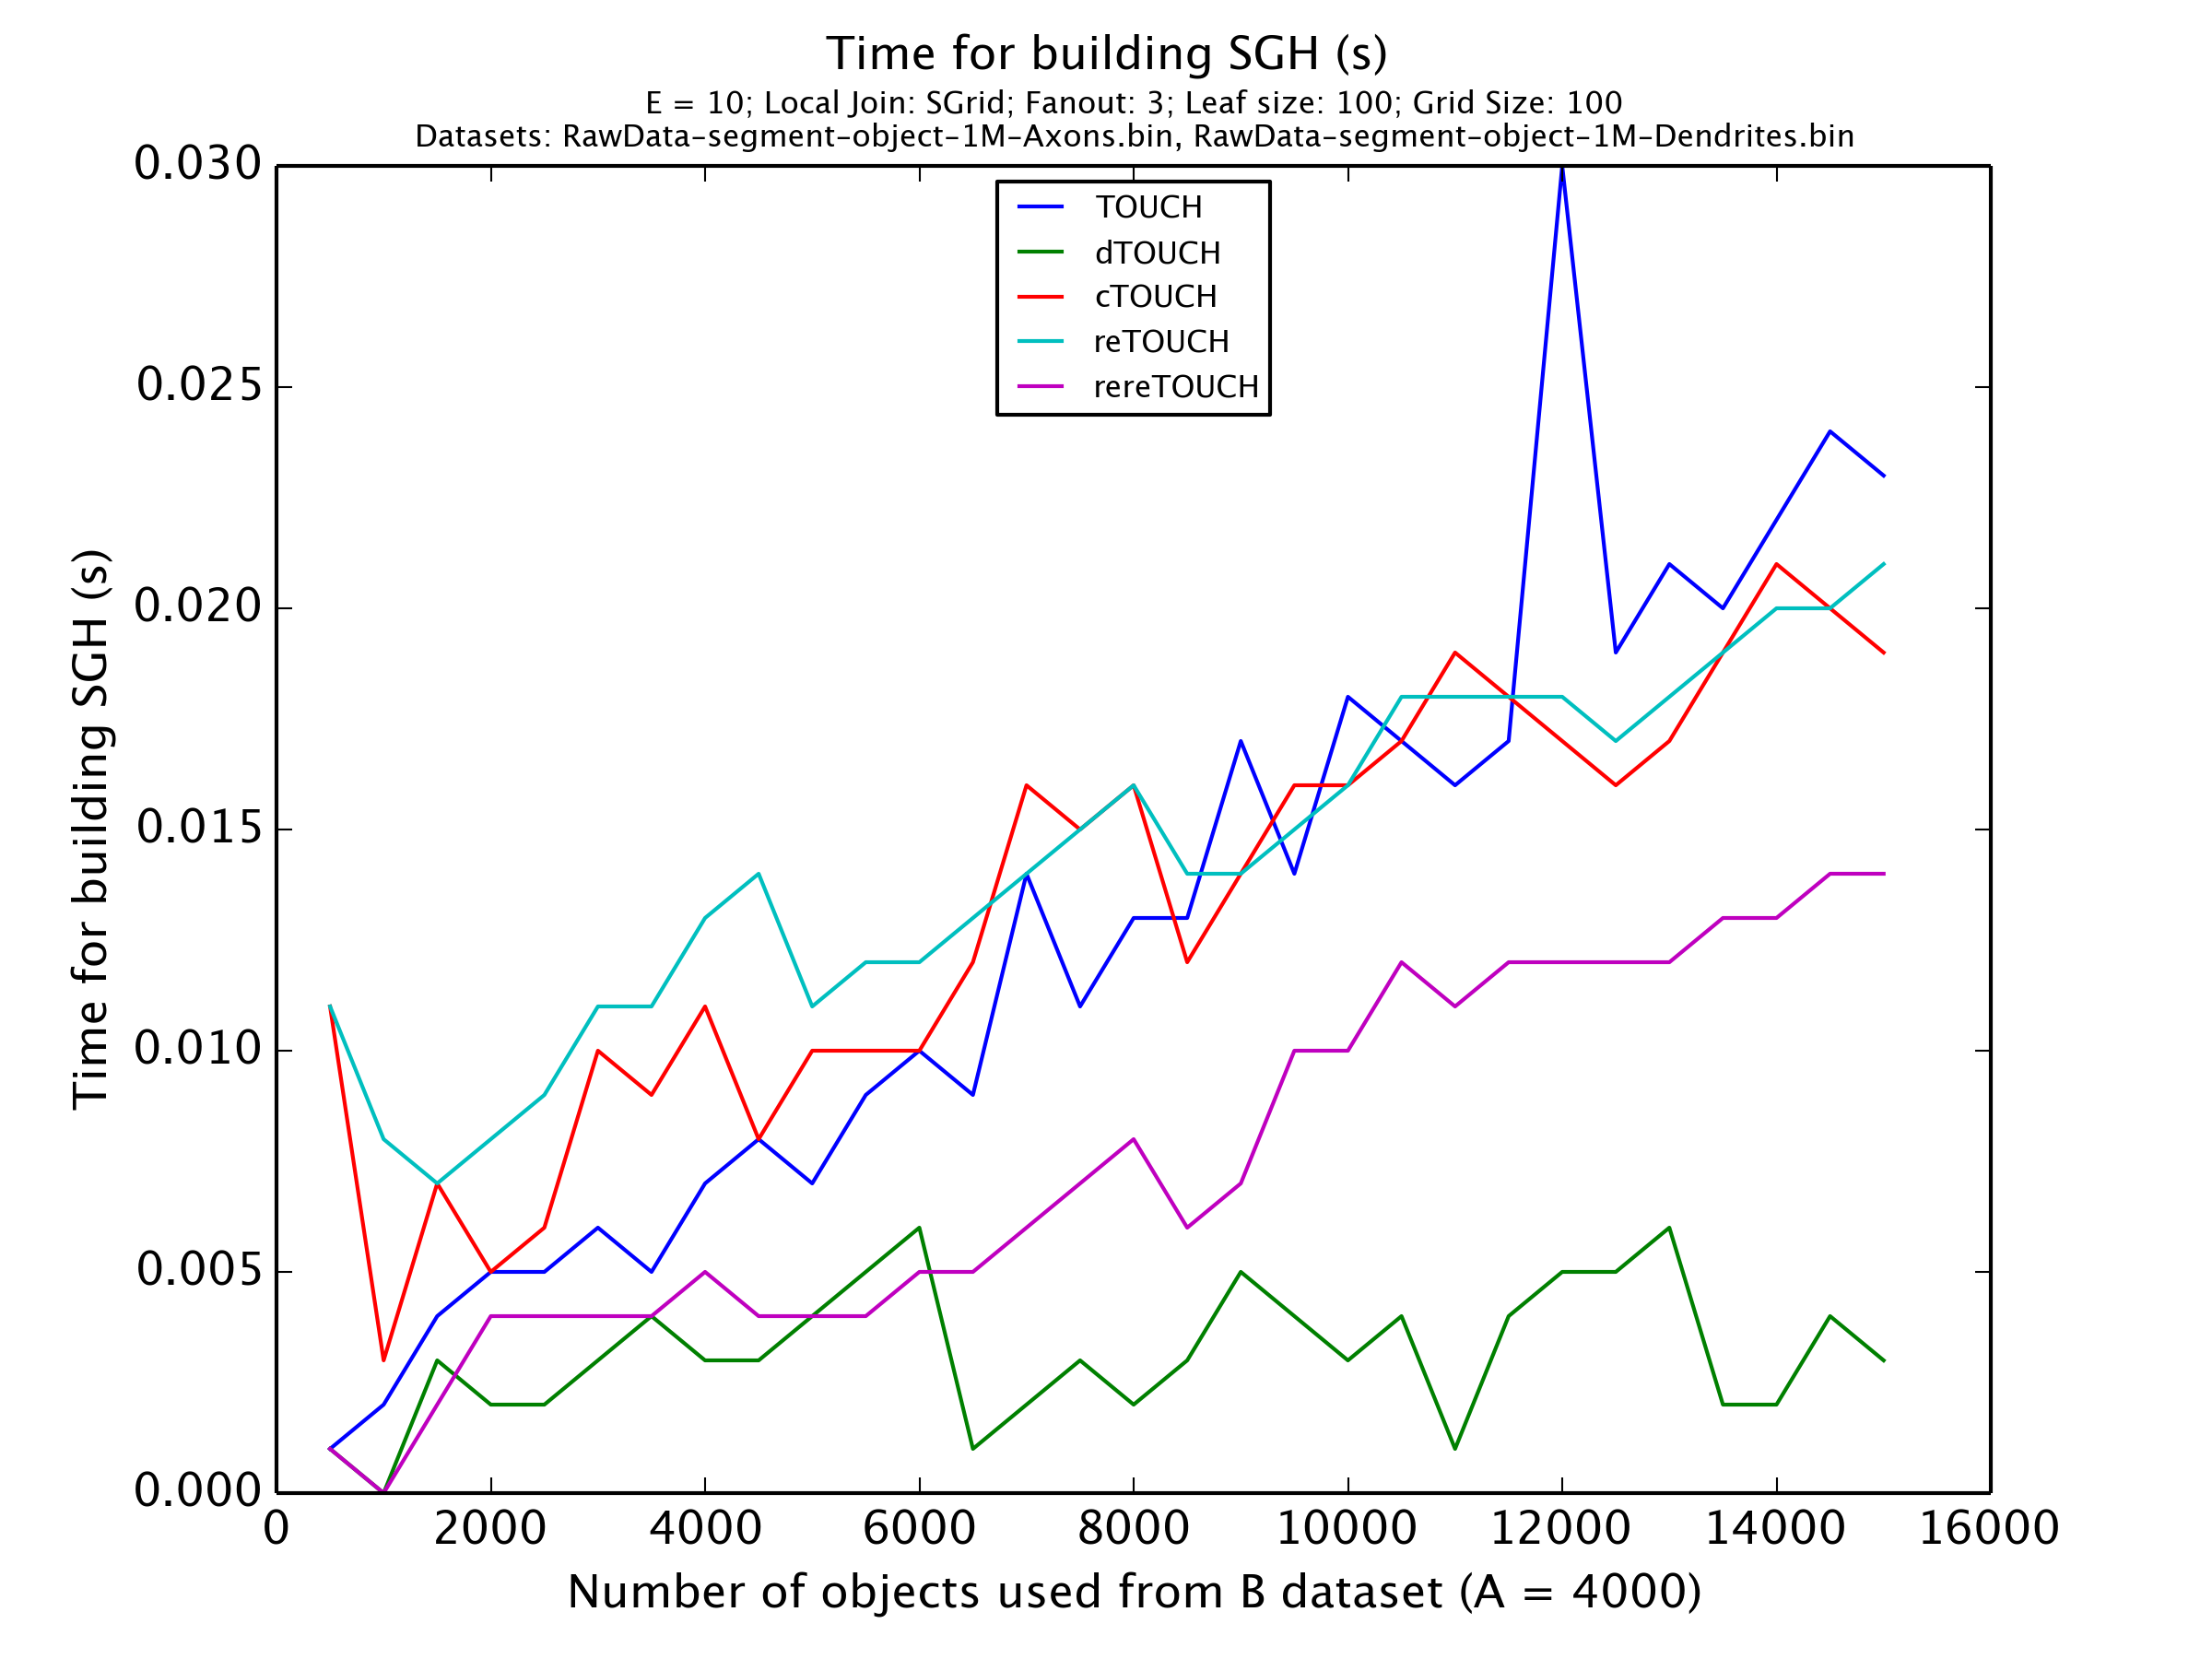 Time for building SGH (s)
E = 10; Local Join: SGrid; Fanout: 3; Leaf size: 100; Grid Size: 100
Datasets: RawData-segment-object-1M-Axons.bin, RawData-segment-object-1M-Dendrites.bin
0.030
0.025
0.020
0.015
0.010
0.005
0.000
Time for building SGH (s)
TOUCH
dTOUCH
cTOUCH
reTOUCH
rereTOUCH
0 2000 4000 6000 8000 10000 12000 14000 16000
Number of objects used from B dataset (A = 4000)